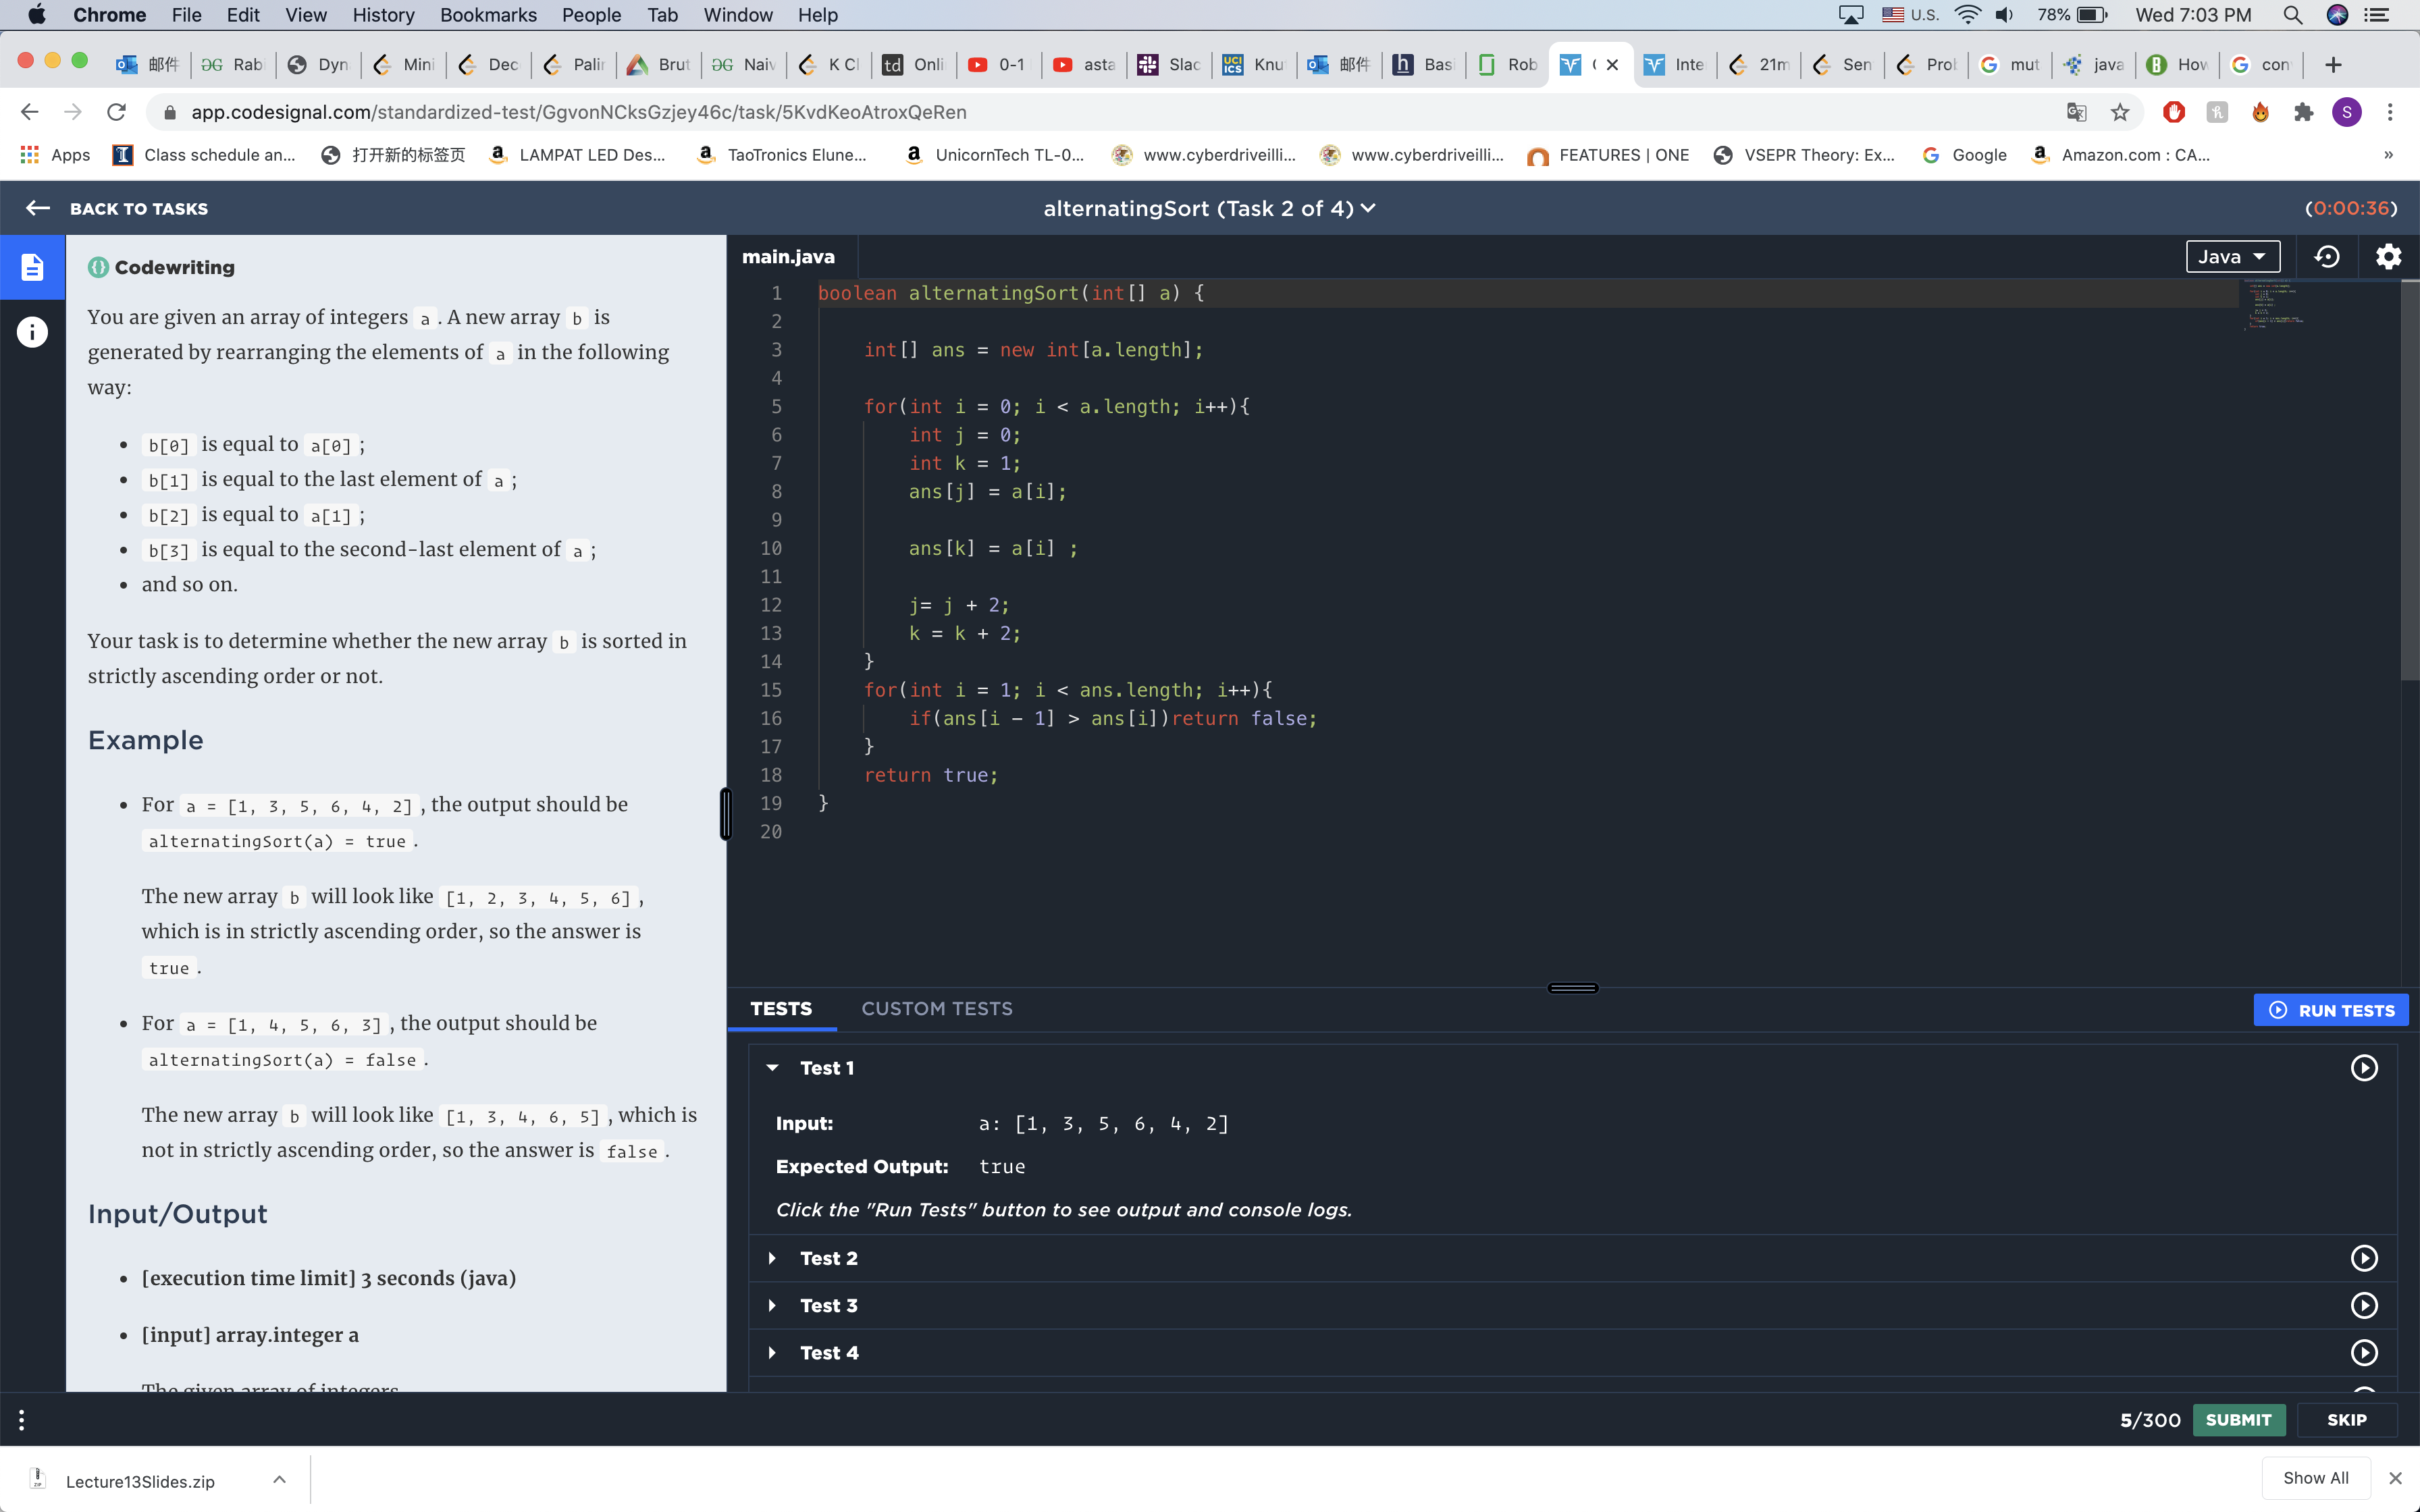 Chrome File Edit View History Bookmarks People Tab Window Help U.S. 78% Wed 7:03 PM
邮件 Rab Dyn Mini Dec Palin Brut Naiv K Cl td Onli 0-1 asta Slac UCI ICS Knu 邮件 h Basi Rob ( Inte 21m Sen Pro mut java How con
app.codesignal.com/standardized-test/GgvonNCksGzjey46c/task/5KvdKeoAtroxQeRen S
Apps Class schedule an... 打开新的标签页 LAMPAT LED Des... TaoTronics Elune... UnicornTech TL-0... www.cyberdriveilli... www.cyberdriveilli... FEATURES | ONE VSEPR Theory: Ex... Google Amazon.com : CA... »
BACK TO TASKS alternatingSort (Task 2 of 4) (0:00:36)
Codewriting
You are given an array of integers a. A new array b is
generated by rearranging the elements of a in the following
way:
• b[0] is equal to a[0];
• b[1] is equal to the last element of a;
• b[2] is equal to a[1];
• b[3] is equal to the second-last element of a;
• and so on.
Your task is to determine whether the new array b is sorted in
strictly ascending order or not.
Example
• For a = [1, 3, 5, 6, 4, 2], the output should be
alternatingSort(a) = true.
The new array b will look like [1, 2, 3, 4, 5, 6],
which is in strictly ascending order, so the answer is
true.
• For a = [1, 4, 5, 6, 3], the output should be
alternatingSort(a) = false.
The new array b will look like [1, 3, 4, 6, 5], which is
not in strictly ascending order, so the answer is false.
Input/Output
• [execution time limit] 3 seconds (java)
• [input] array.integer a
The given array of integers.
main.java Java
1 boolean alternatingSort(int[] a) {
2
3 int[] ans = new int[a.length];
4
5 for(int i = 0; i < a.length; i++){
6 int j = 0;
7 int k = 1;
8 ans[j] = a[i];
9
10 ans[k] = a[i] ;
11
12 j= j + 2;
13 k = k + 2;
14 }
15 for(int i = 1; i < ans.length; i++){
16 if(ans[i - 1] > ans[i])return false;
17 }
18 return true;
19 }
20
TESTS CUSTOM TESTS RUN TESTS
Test 1
Input: a: [1, 3, 5, 6, 4, 2]
Expected Output: true
Click the "Run Tests" button to see output and console logs.
Test 2
Test 3
Test 4
5/300 SUBMIT SKIP
Lecture13Slides.zip Show All